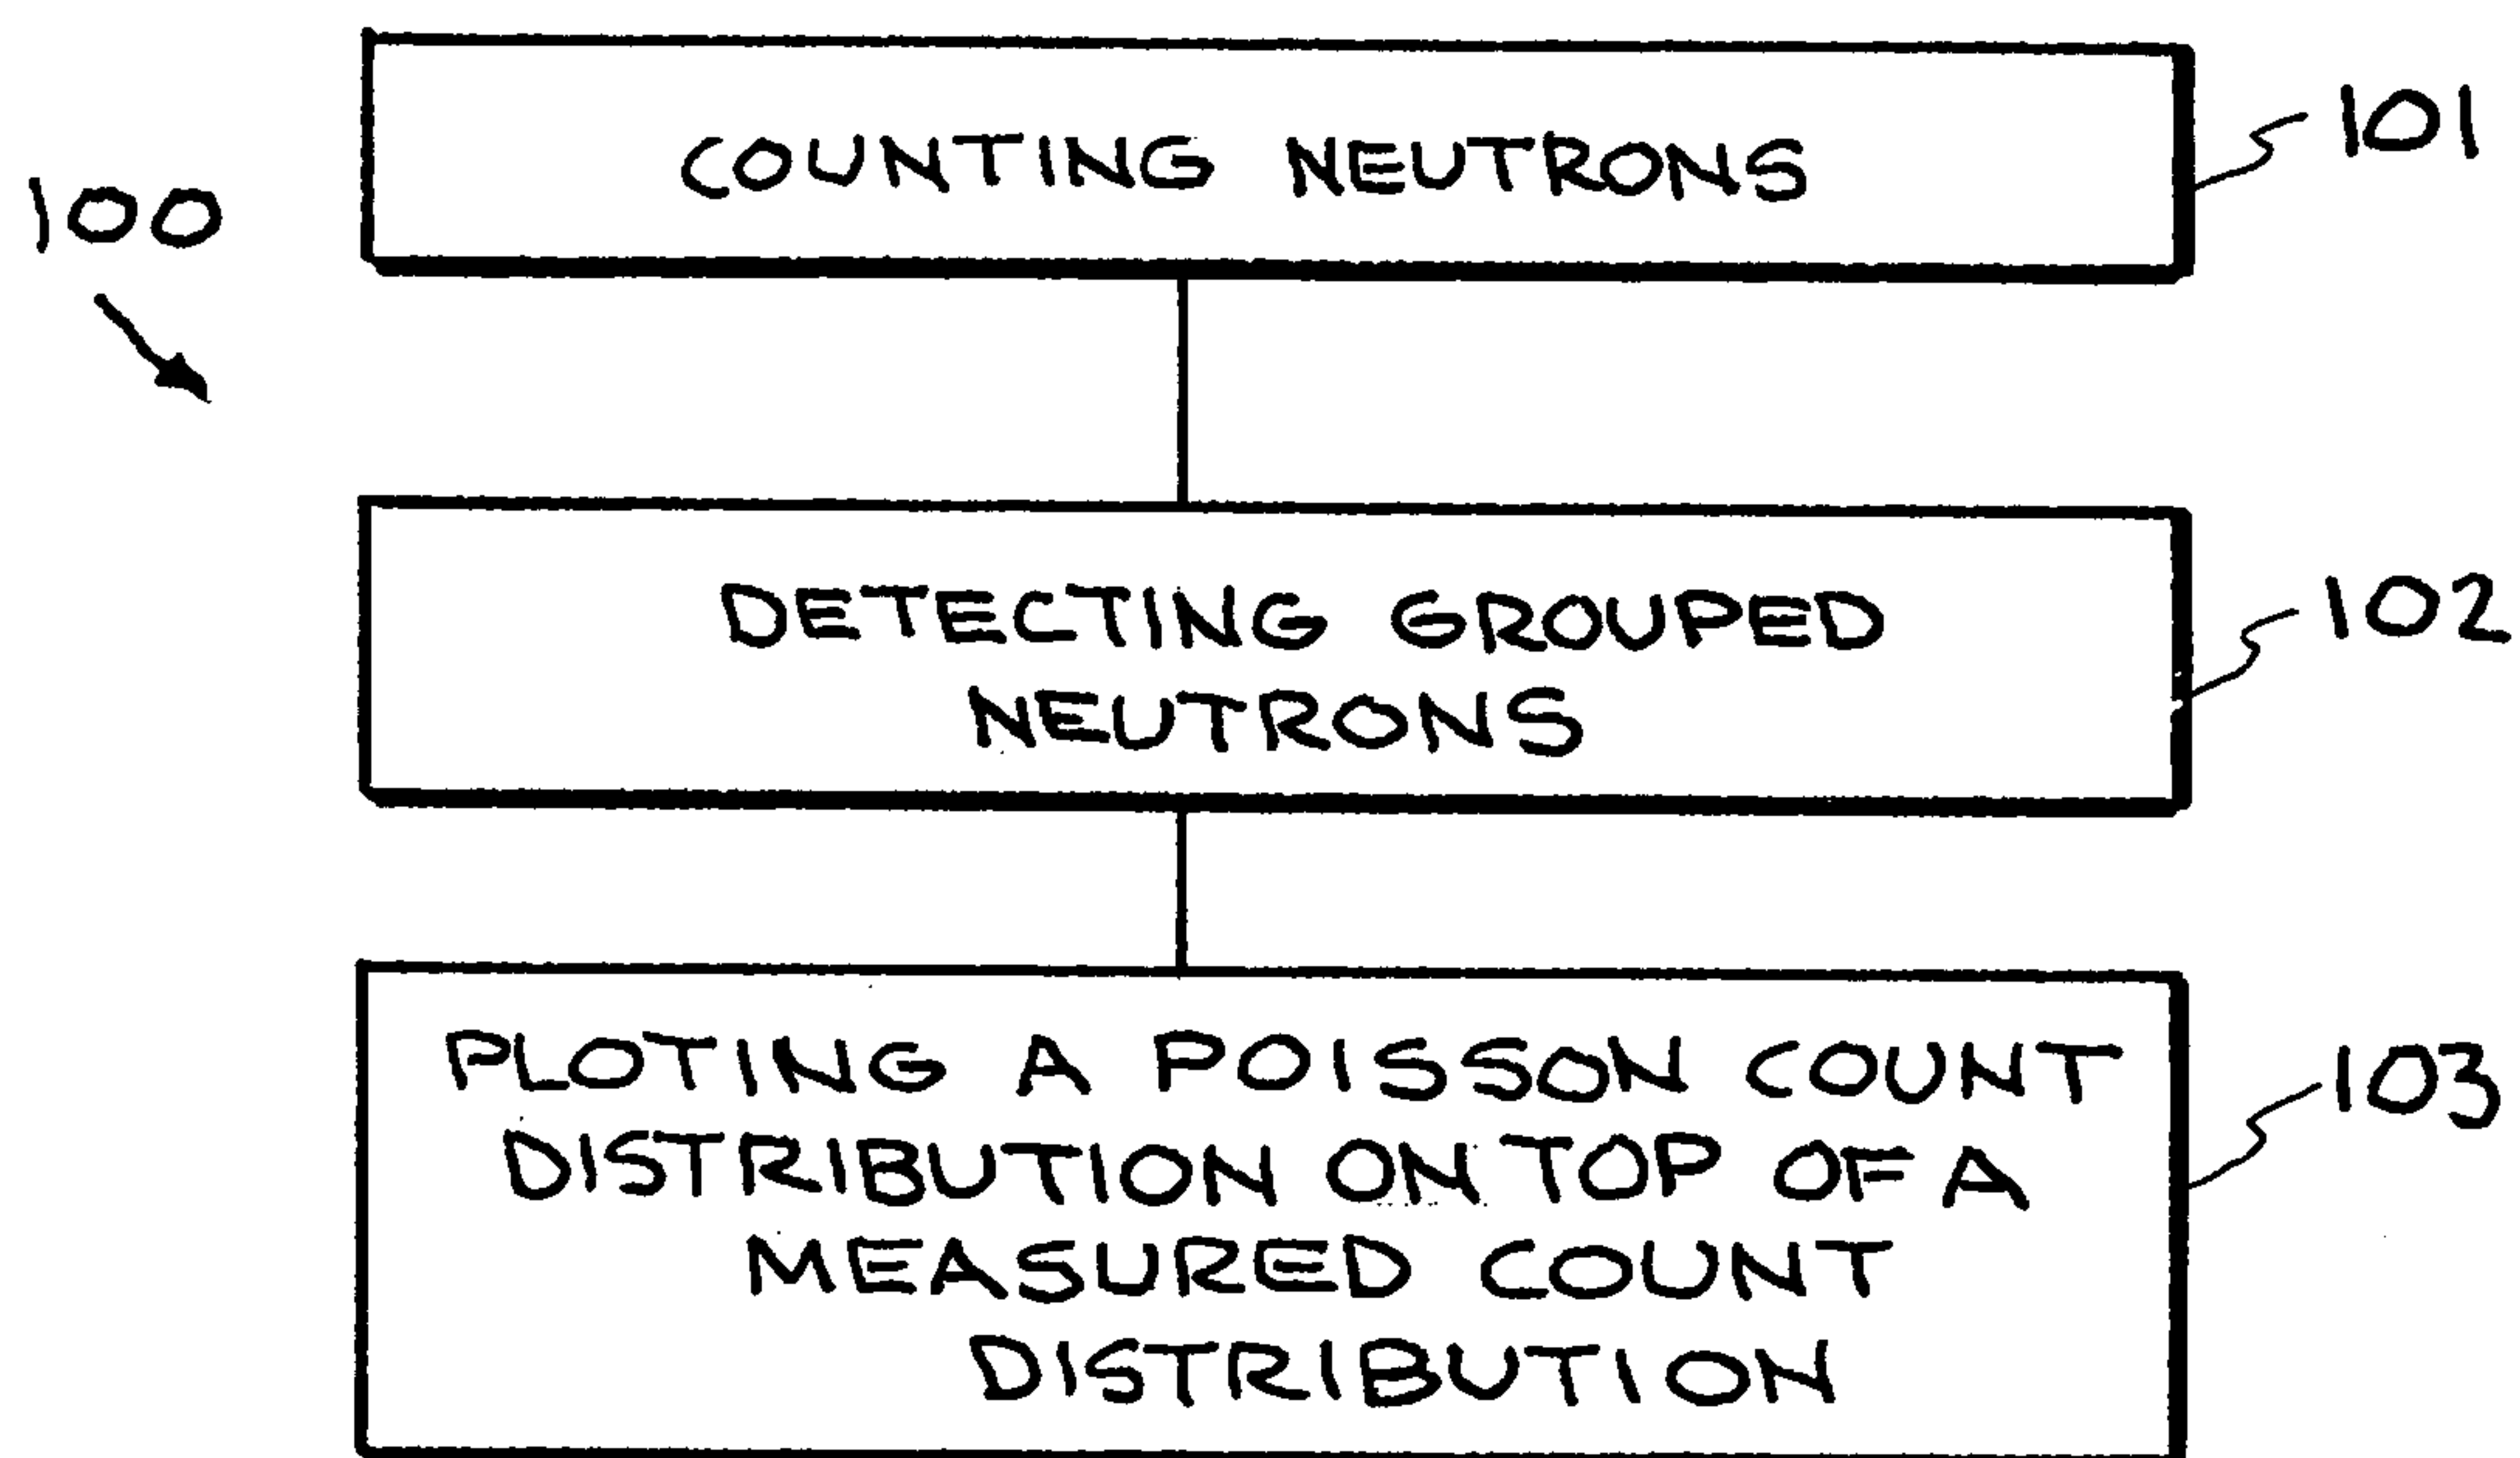 COUNTING NEUTRONS
101
100
DETECTING GROUPED
NEUTRONS
102
PLOTING A POISSON COUNT
DISTRIBUTION ON TOP OF A
MEASURED COUNT
DISTRIBUTION
103